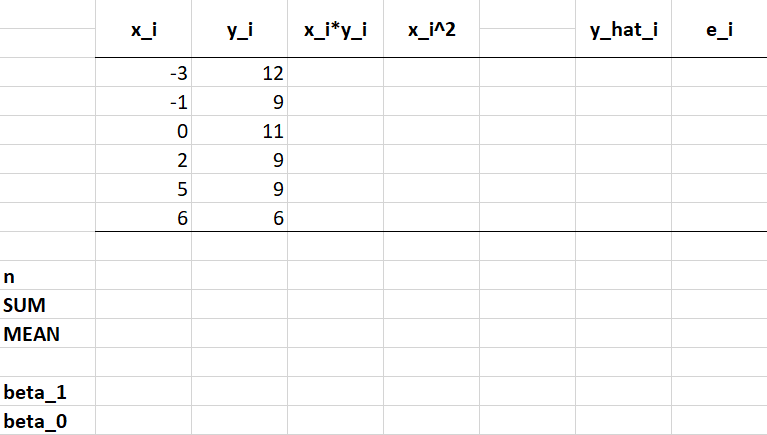 x_i y_i x_i*y_i x_i^2 y_hat_i e_i
-3 12
-1 9
0 11
2 9
5 9
6 6
n
SUM
MEAN
beta_1
beta_0